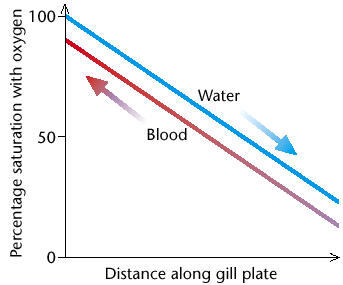 Percentage saturation with oxygen
100
50
0
Water
Blood
Distance along gill plate